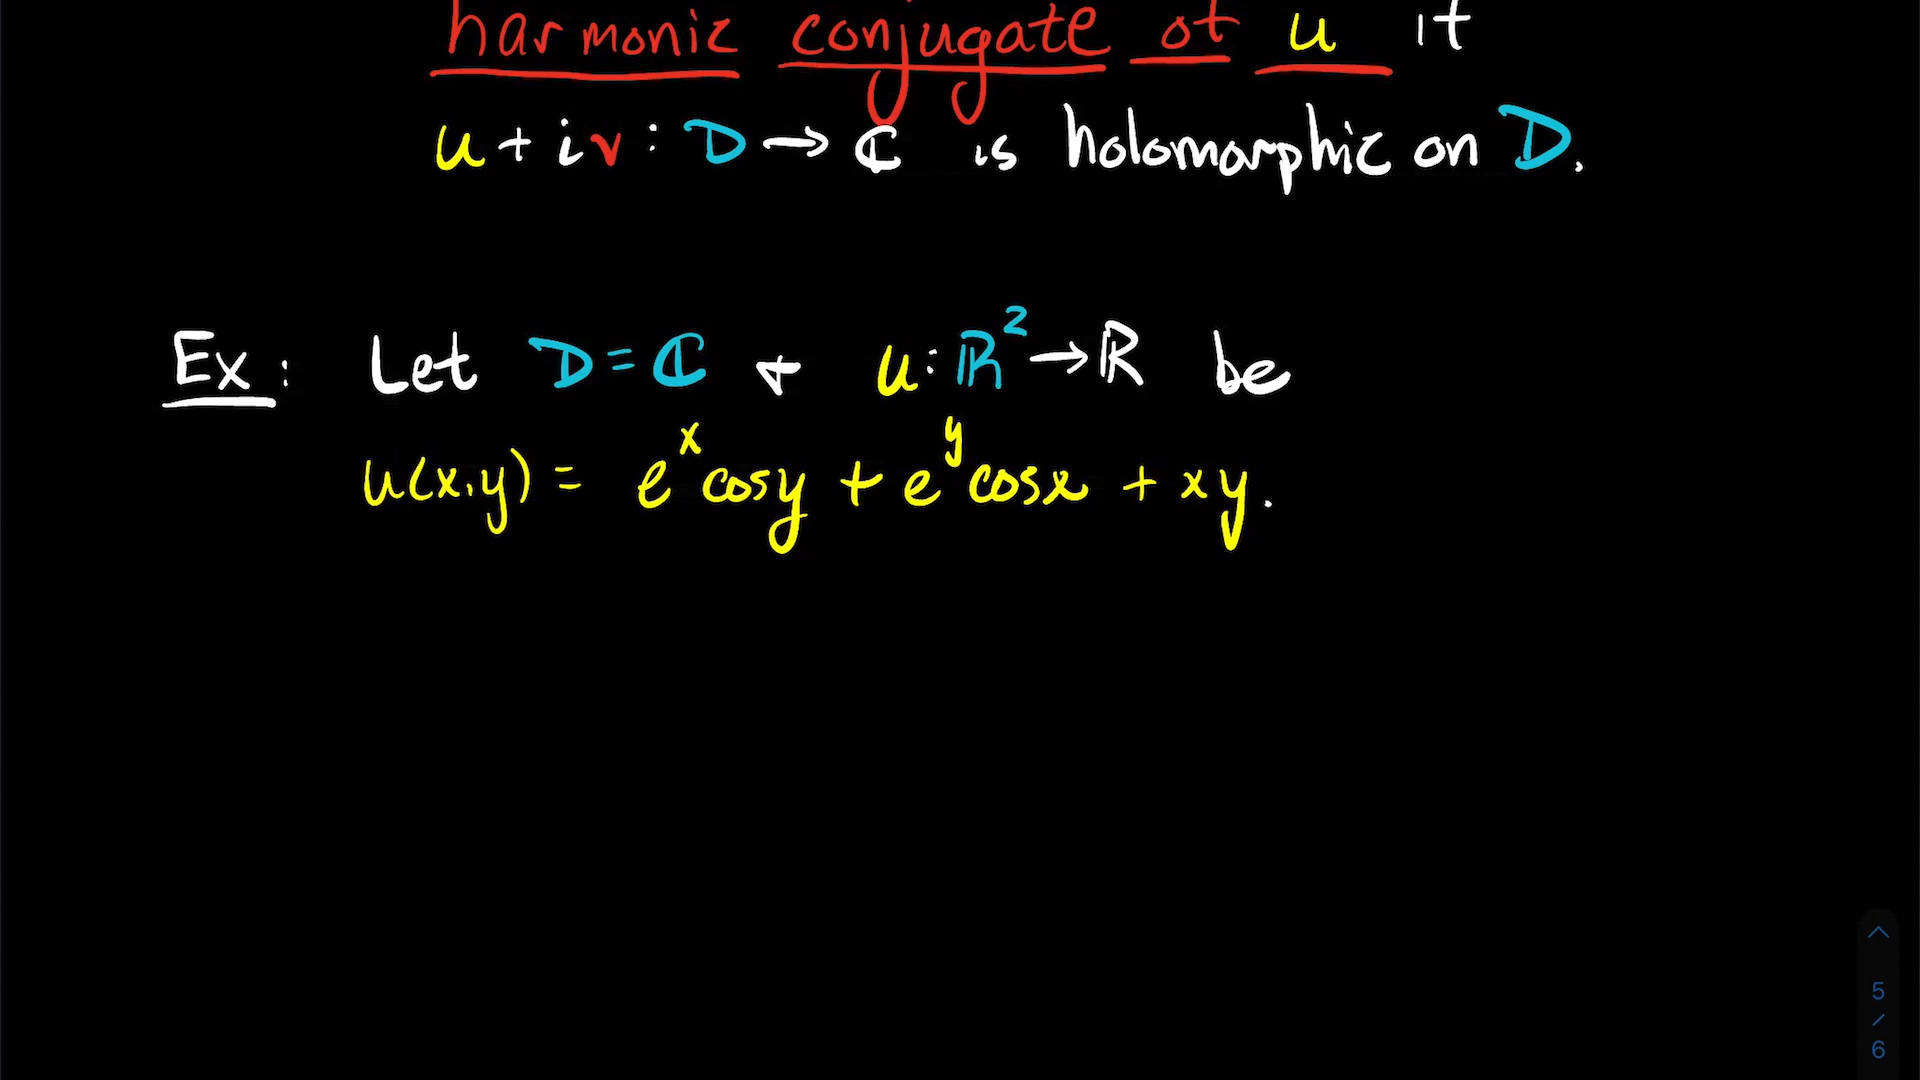 harmonic conjugate of u if
u + iv : D → ℂ is holomorphic on D.
Ex: Let D = ℂ & u: ℝ² → ℝ be
u(x,y) = e^x cosy + e^y cosx + xy.
5
/
6